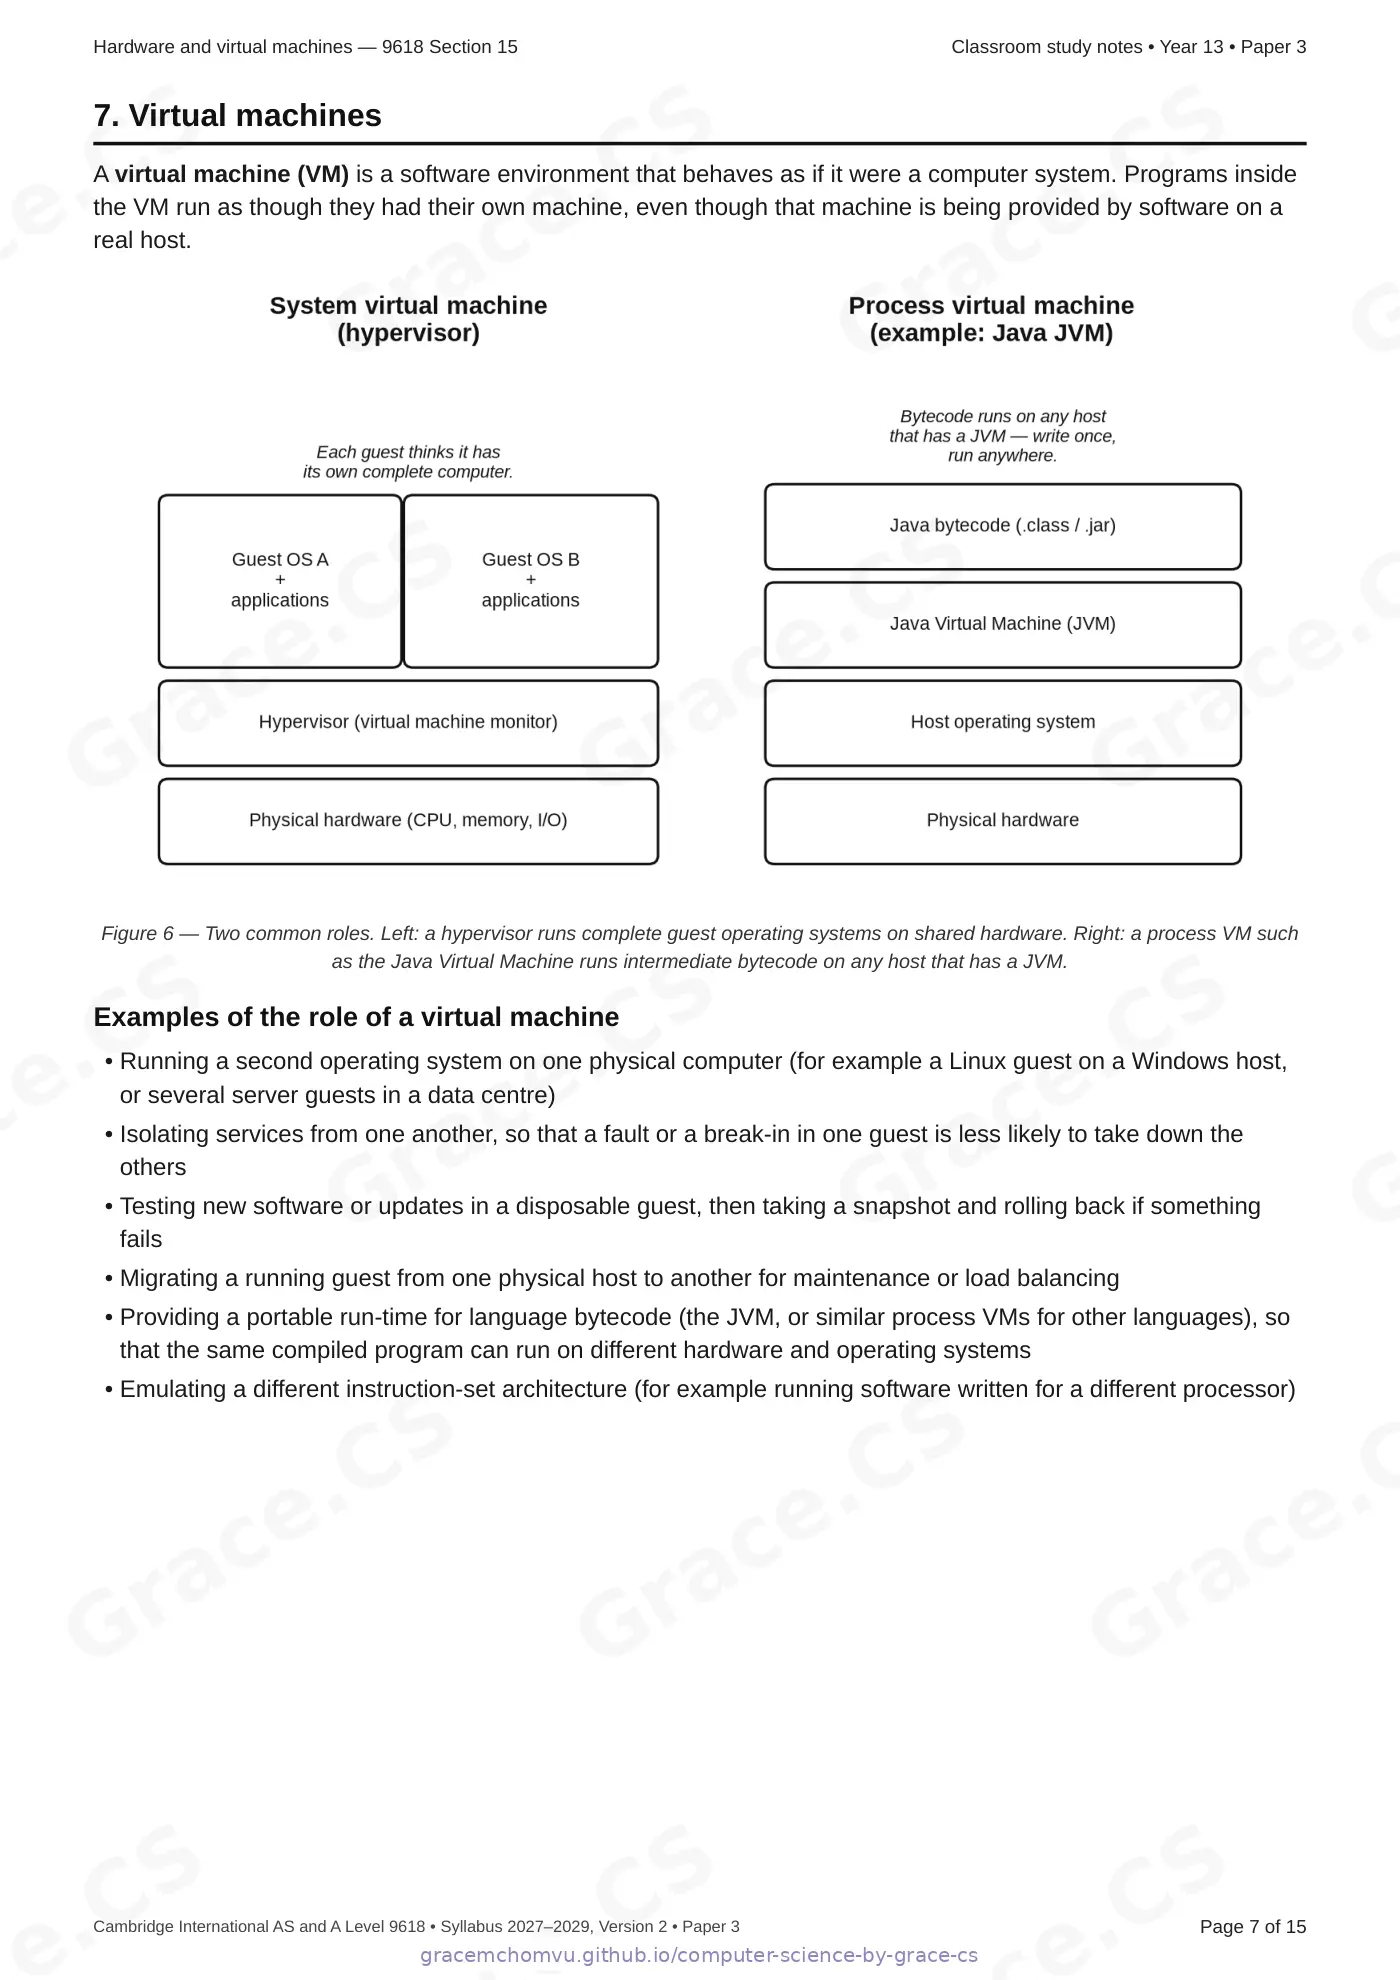 Hardware and virtual machines — 9618 Section 15
Classroom study notes • Year 13 • Paper 3
7. Virtual machines
A virtual machine (VM) is a software environment that behaves as if it were a computer system. Programs inside
the VM run as though they had their own machine, even though that machine is being provided by software on a
real host.
System virtual machine
(hypervisor)
Each guest thinks it has
its own complete computer.
Guest OS A
+
applications
Guest OS B
+
applications
Hypervisor (virtual machine monitor)
Physical hardware (CPU, memory, I/O)
Process virtual machine
(example: Java JVM)
Bytecode runs on any host
that has a JVM — write once,
run anywhere.
Java bytecode (.class / .jar)
Java Virtual Machine (JVM)
Host operating system
Physical hardware
Figure 6 — Two common roles. Left: a hypervisor runs complete guest operating systems on shared hardware. Right: a process VM such
as the Java Virtual Machine runs intermediate bytecode on any host that has a JVM.
Examples of the role of a virtual machine
• Running a second operating system on one physical computer (for example a Linux guest on a Windows host,
or several server guests in a data centre)
• Isolating services from one another, so that a fault or a break-in in one guest is less likely to take down the
others
• Testing new software or updates in a disposable guest, then taking a snapshot and rolling back if something
fails
• Migrating a running guest from one physical host to another for maintenance or load balancing
• Providing a portable run-time for language bytecode (the JVM, or similar process VMs for other languages), so
that the same compiled program can run on different hardware and operating systems
• Emulating a different instruction-set architecture (for example running software written for a different processor)
Cambridge International AS and A Level 9618 • Syllabus 2027–2029, Version 2 • Paper 3
Page 7 of 15
gracemchomvu.github.io/computer-science-by-grace-cs
Grace.CS